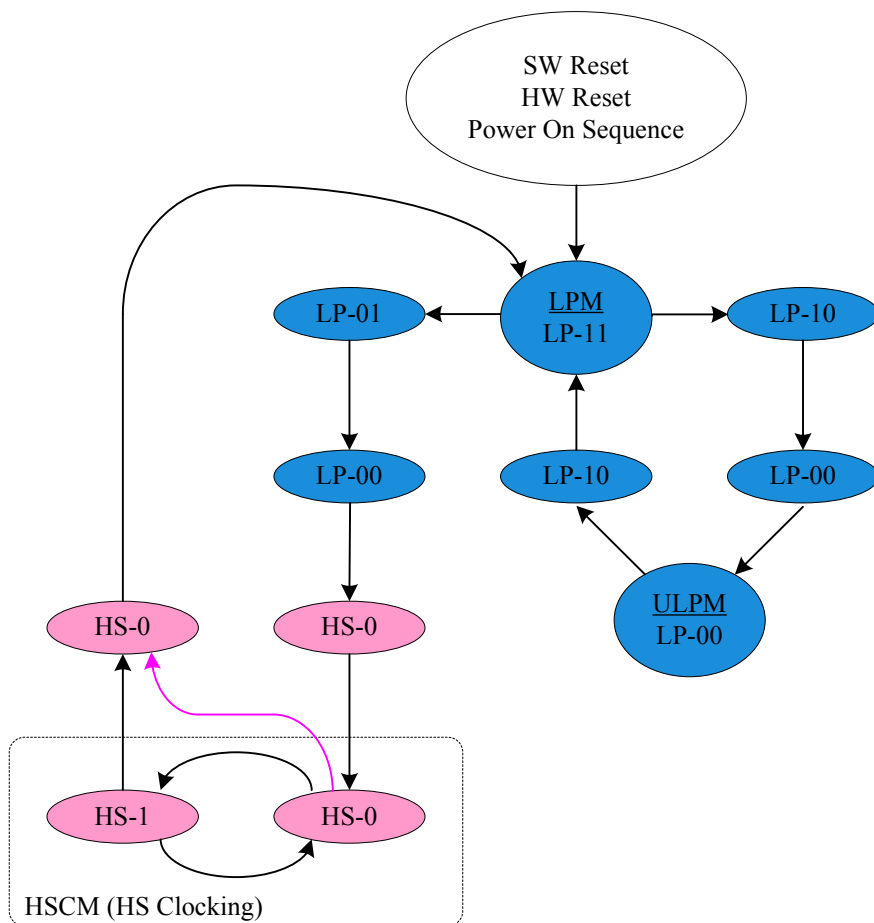 SW Reset
HW Reset
Power On Sequence
LP-01
LPM
LP-11
LP-10
LP-00
LP-10
LP-00
ULPM
LP-00
HS-0
HS-0
HS-1
HS-0
HSCM (HS Clocking)